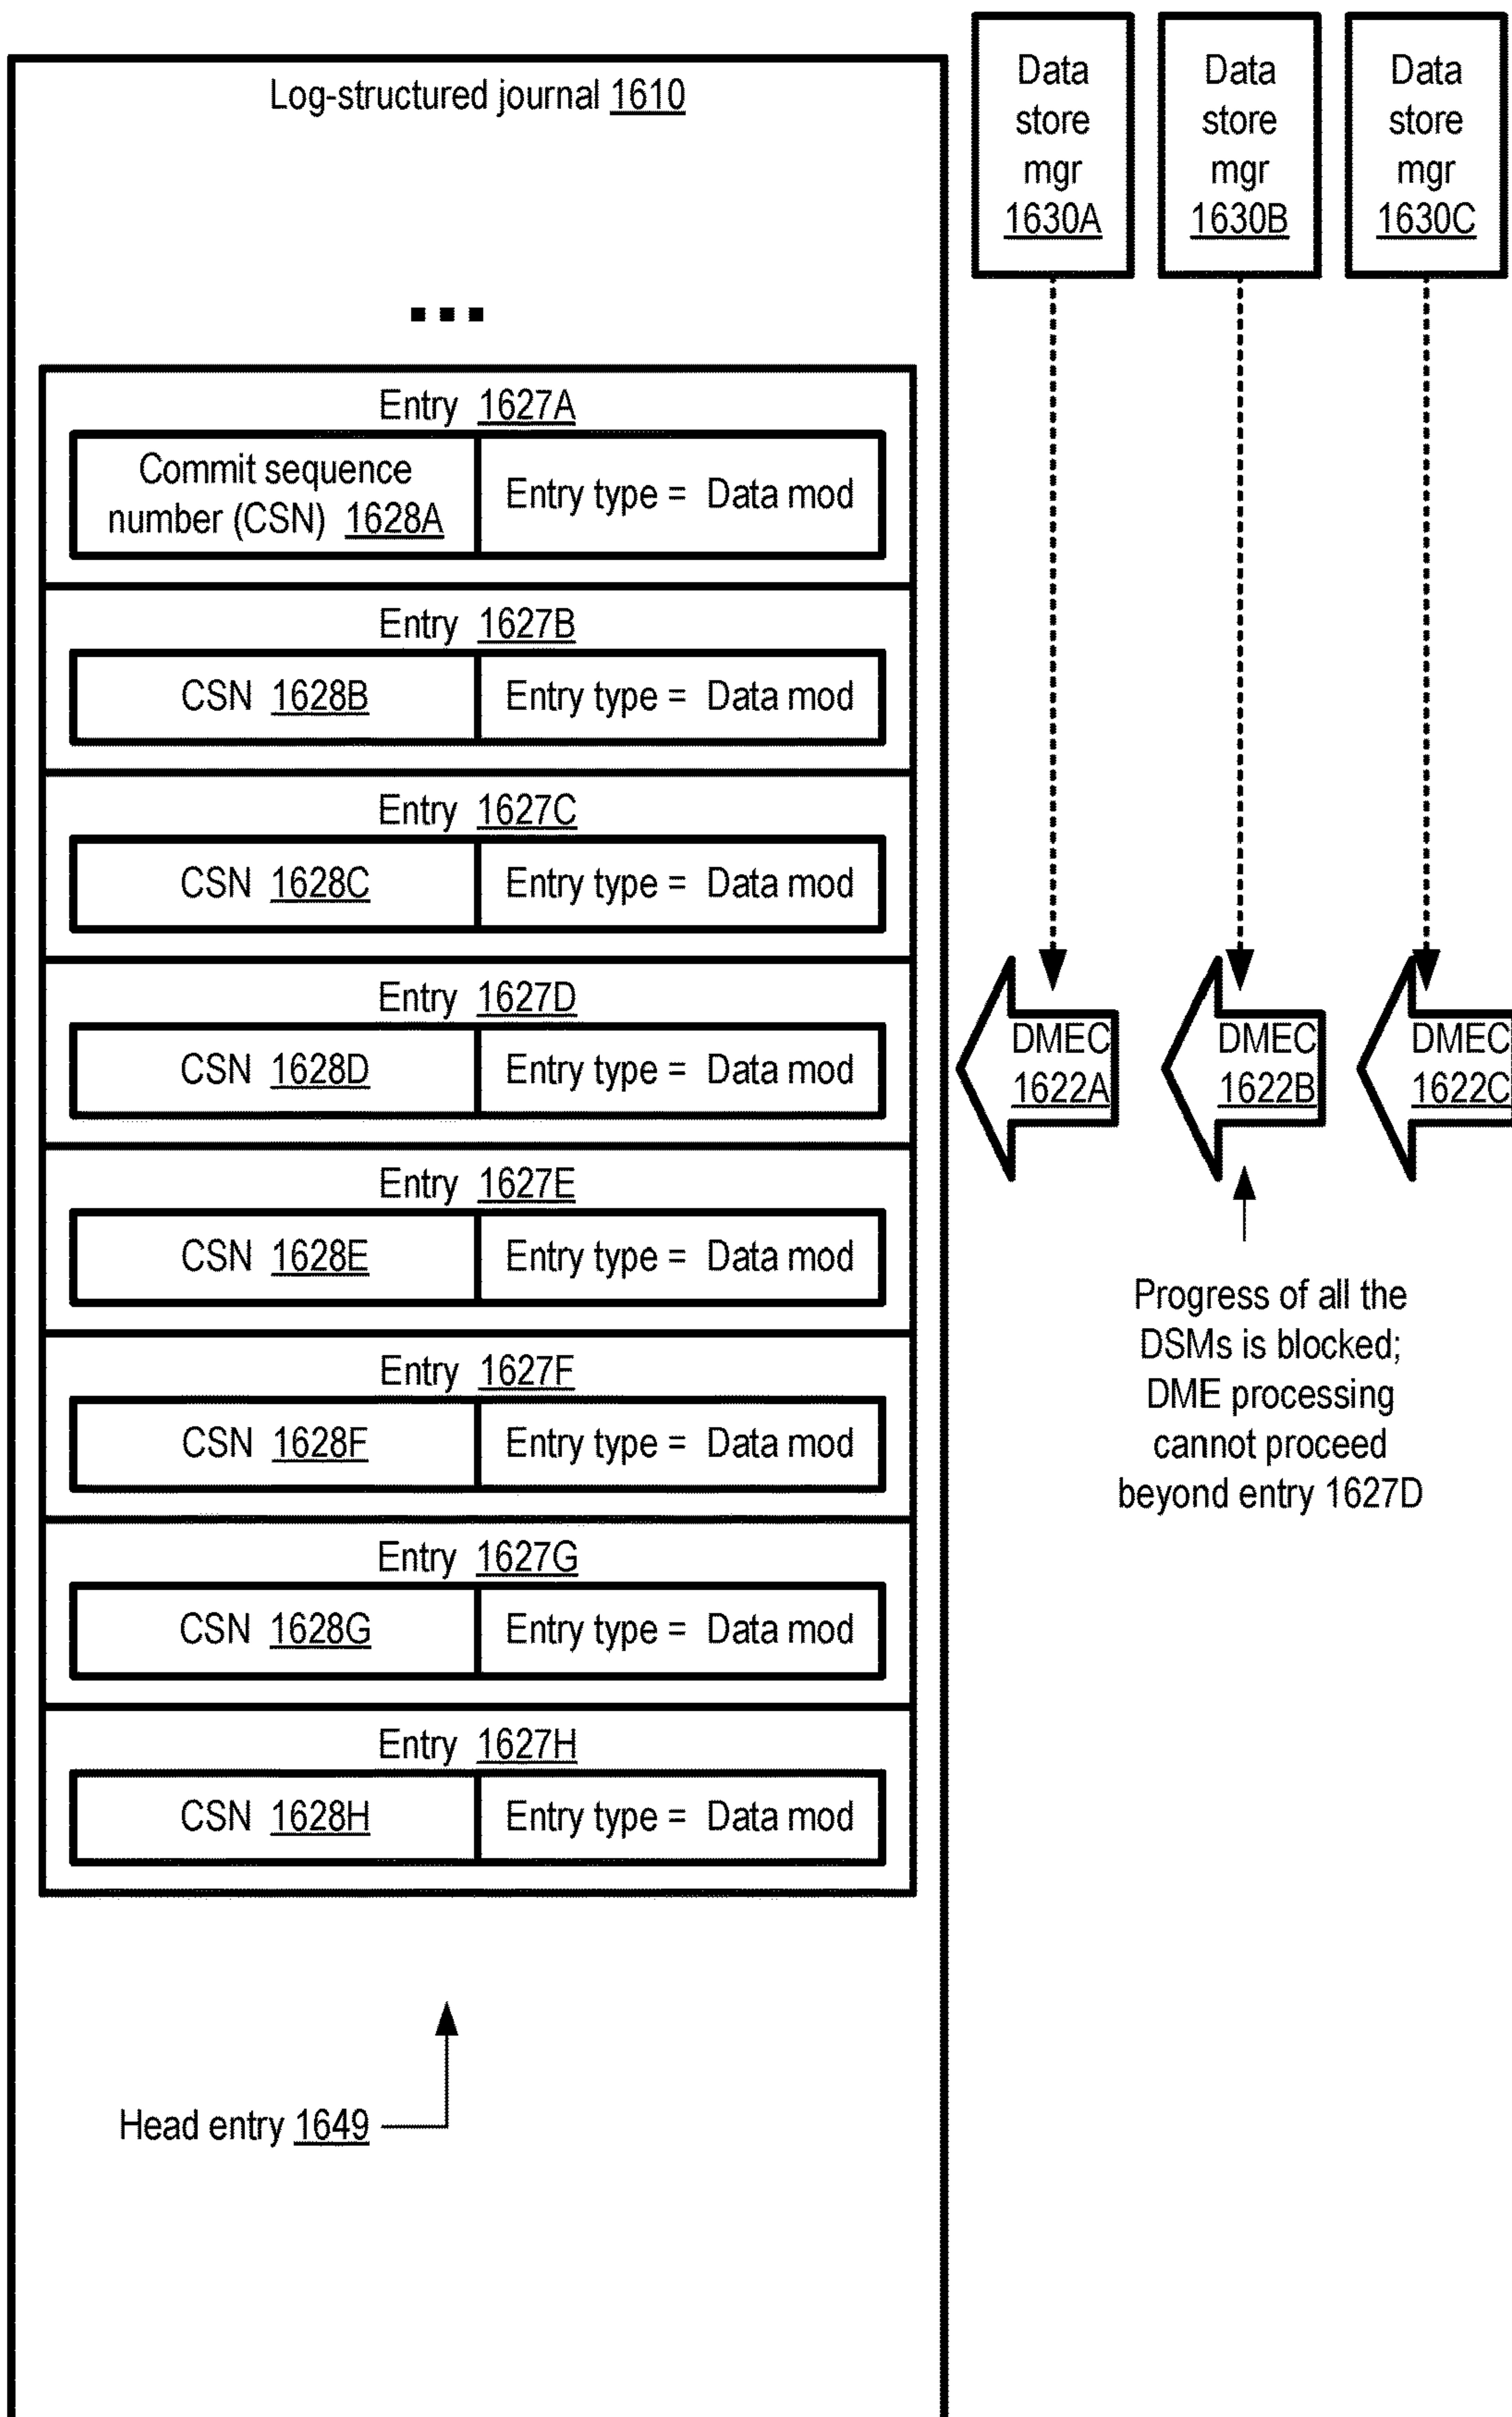 Log-structured journal 1610
...
Entry 1627A
Commit sequence
number (CSN) 1628A
Entry type = Data mod
Entry 1627B
CSN 1628B
Entry type = Data mod
Entry 1627C
CSN 1628C
Entry type = Data mod
Entry 1627D
CSN 1628D
Entry type = Data mod
Entry 1627E
CSN 1628E
Entry type = Data mod
Entry 1627F
CSN 1628F
Entry type = Data mod
Entry 1627G
CSN 1628G
Entry type = Data mod
Entry 1627H
CSN 1628H
Entry type = Data mod
Head entry 1649
Data
store
mgr
1630A
Data
store
mgr
1630B
Data
store
mgr
1630C
DMEC
1622A
DMEC
1622B
DMEC
1622C
Progress of all the
DSMs is blocked;
DME processing
cannot proceed
beyond entry 1627D